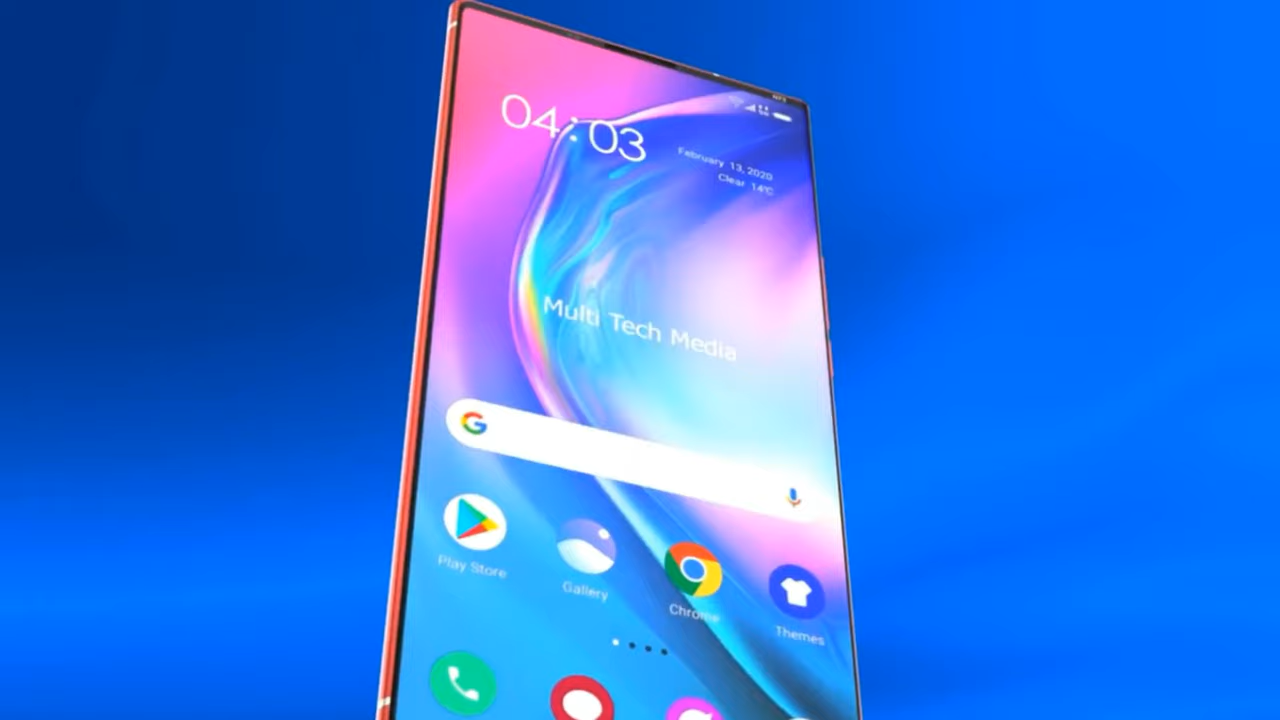 04:03
February 13, 2020
Clear 14°C
Multi Tech Media
Play Store
Gallery
Chrome
Themes